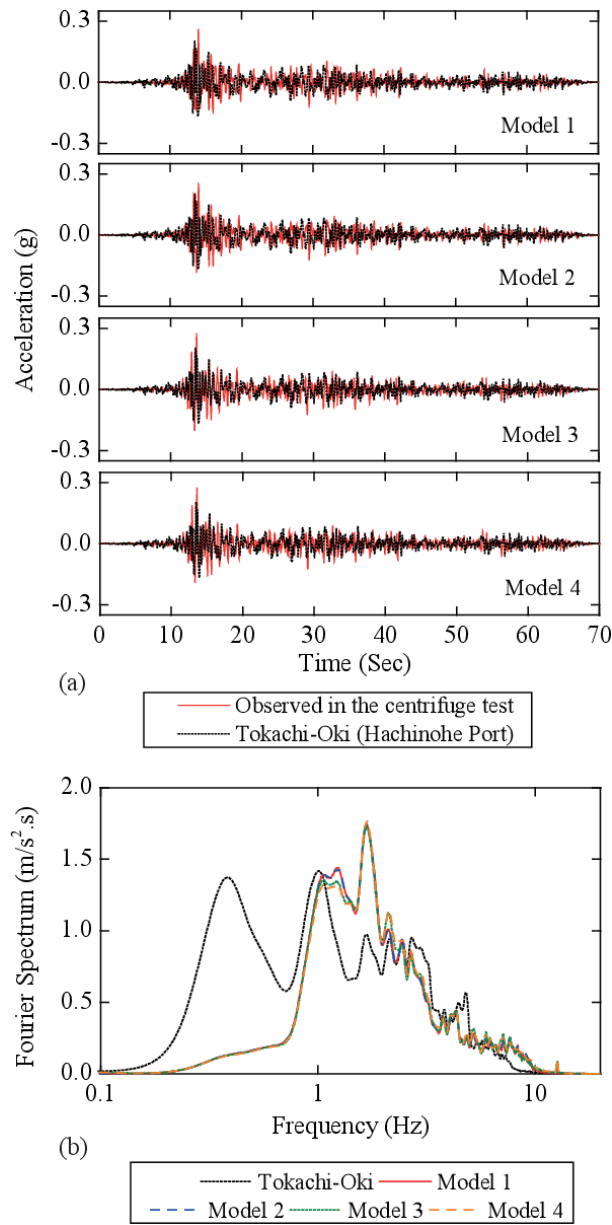 0.3
0.0
-0.3
Model 1
0.3
0.0
-0.3
Model 2
0.3
0.0
-0.3
Model 3
0.3
0.0
-0.3
Model 4
Acceleration (g)
0 10 20 30 40 50 60 70
Time (Sec)
(a)
Observed in the centrifuge test
Tokachi-Oki (Hachinohe Port)
2.0
1.5
1.0
0.5
0.0
Fourier Spectrum (m/s².s)
0.1 1 10
Frequency (Hz)
(b)
Tokachi-Oki Model 1
Model 2 Model 3 Model 4